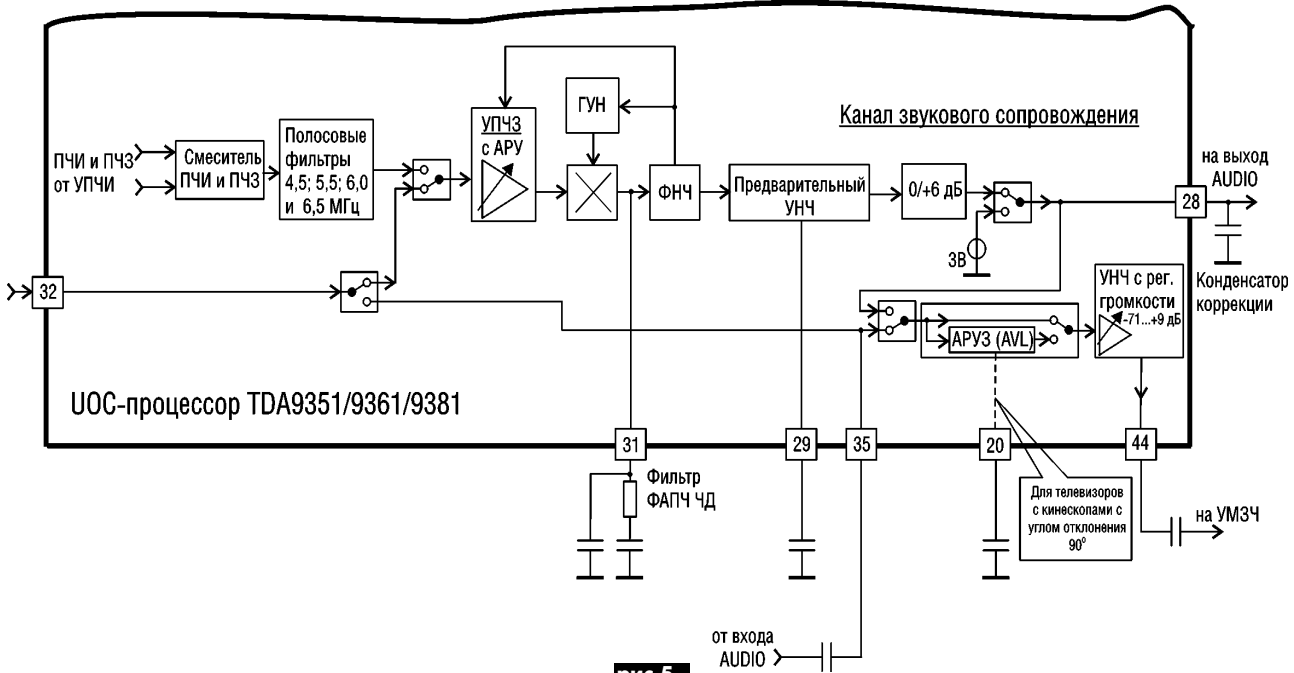 Канал звукового сопровождения
ПЧИ и ПЧЗ
от УПЧИ
Смеситель
ПЧИ и ПЧЗ
Полосовые
фильтры
4,5; 5,5; 6,0
и 6,5 МГц
УПЧЗ
с АРУ
ГУН
ФНЧ
Предварительный
УНЧ
0/+6 дБ
ЗВ
28
на выход
AUDIO
Конденсатор
коррекции
32
АРУЗ (AVL)
УНЧ с рег.
громкости
-71...+9 дБ
UOC-процессор TDA9351/9361/9381
31
29
35
20
44
Фильтр
ФАПЧ ЧД
Для телевизоров
с кинескопами с
углом отклонения
90°
на УМЗЧ
от входа
AUDIO